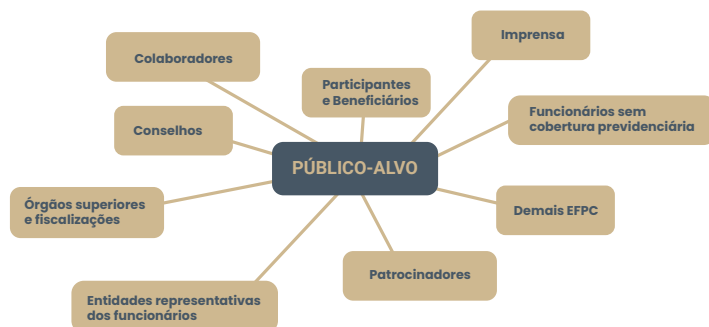 Imprensa
Colaboradores
Participantes
e Beneficiários
Funcionários sem
cobertura previdenciária
Conselhos
PÚBLICO-ALVO
Órgãos superiores
e fiscalizações
Demais EFPC
Patrocinadores
Entidades representativas
dos funcionários